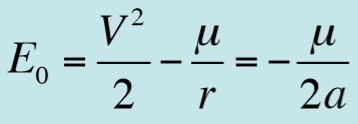 E₀ = V²/2 − μ/r = − μ/2a